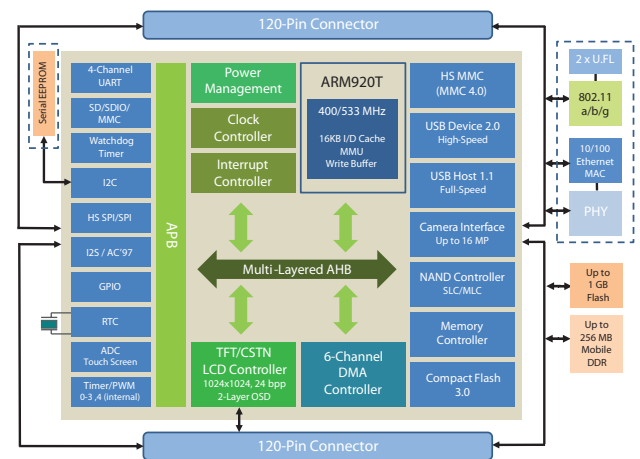 120-Pin Connector
Serial EEPROM
4-Channel
UART
SD/SDIO/
MMC
Watchdog
Timer
I2C
HS SPI/SPI
I2S / AC'97
GPIO
RTC
ADC
Touch Screen
Timer/PWM
0-3 ,4 (internal)
APB
Power
Management
Clock
Controller
Interrupt
Controller
ARM920T
400/533 MHz
16KB I/D Cache
MMU
Write Buffer
Multi-Layered AHB
TFT/CSTN
LCD Controller
1024x1024, 24 bpp
2-Layer OSD
6-Channel
DMA
Controller
HS MMC
(MMC 4.0)
USB Device 2.0
High-Speed
USB Host 1.1
Full-Speed
Camera Interface
Up to 16 MP
NAND Controller
SLC/MLC
Memory
Controller
Compact Flash
3.0
2 x U.FL
802.11
a/b/g
10/100
Ethernet
MAC
PHY
Up to
1 GB
Flash
Up to
256 MB
Mobile
DDR
120-Pin Connector